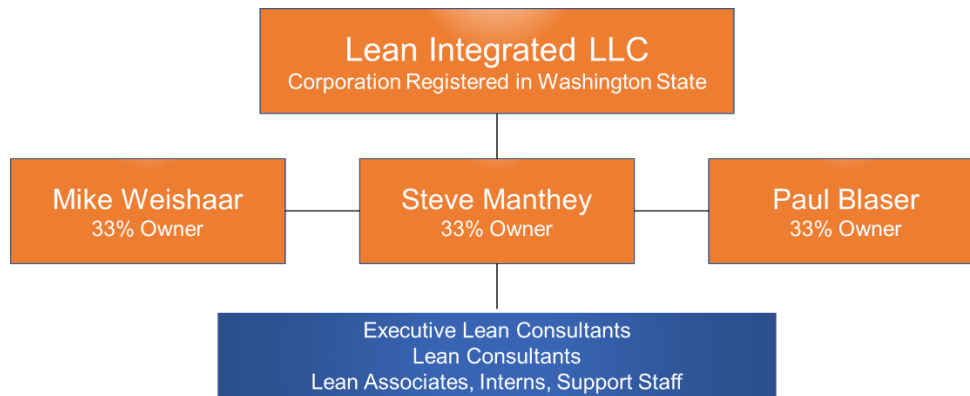 Lean Integrated LLC
Corporation Registered in Washington State
Mike Weishaar
33% Owner
Steve Manthey
33% Owner
Paul Blaser
33% Owner
Executive Lean Consultants
Lean Consultants
Lean Associates, Interns, Support Staff